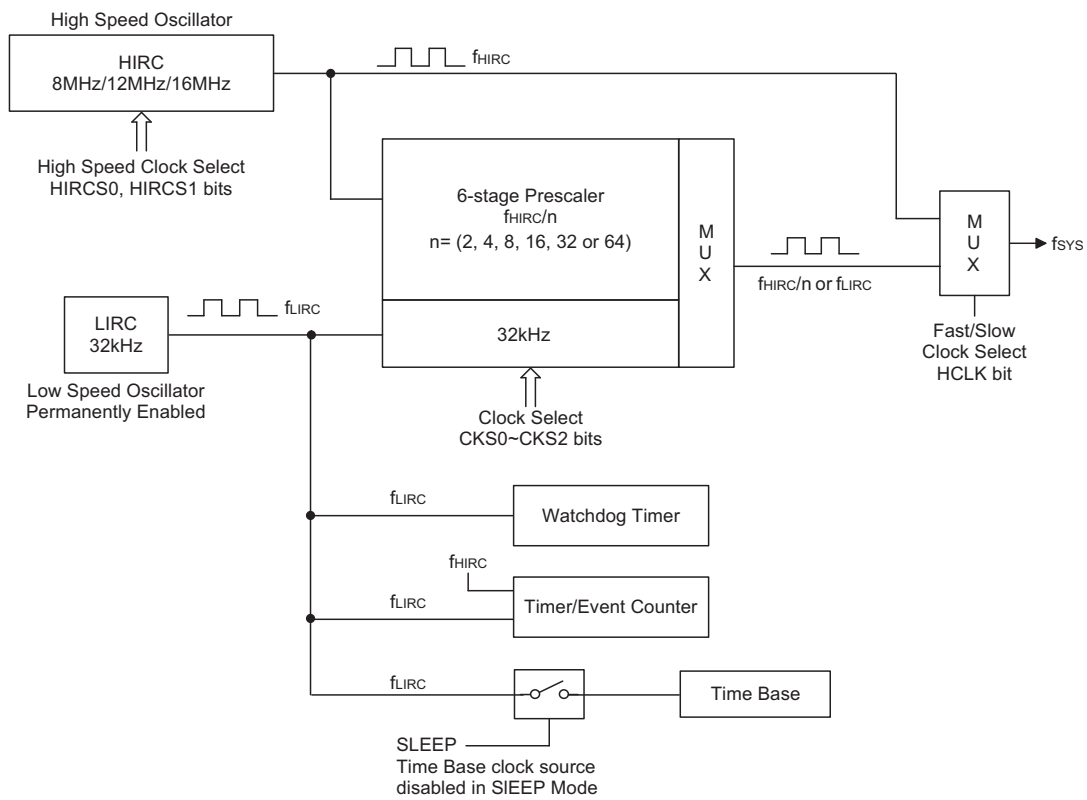 High Speed Oscillator
HIRC
8MHz/12MHz/16MHz
fHIRC
High Speed Clock Select
HIRCS0, HIRCS1 bits
6-stage Prescaler
fHIRC/n
n= (2, 4, 8, 16, 32 or 64)
M
U
X
fHIRC/n or fLIRC
M
U
X
fSYS
Fast/Slow
Clock Select
HCLK bit
LIRC
32kHz
fLIRC
32kHz
Low Speed Oscillator
Permanently Enabled
Clock Select
CKS0~CKS2 bits
fLIRC
Watchdog Timer
fHIRC
fLIRC
Timer/Event Counter
fLIRC
Time Base
SLEEP
Time Base clock source
disabled in SlEEP Mode